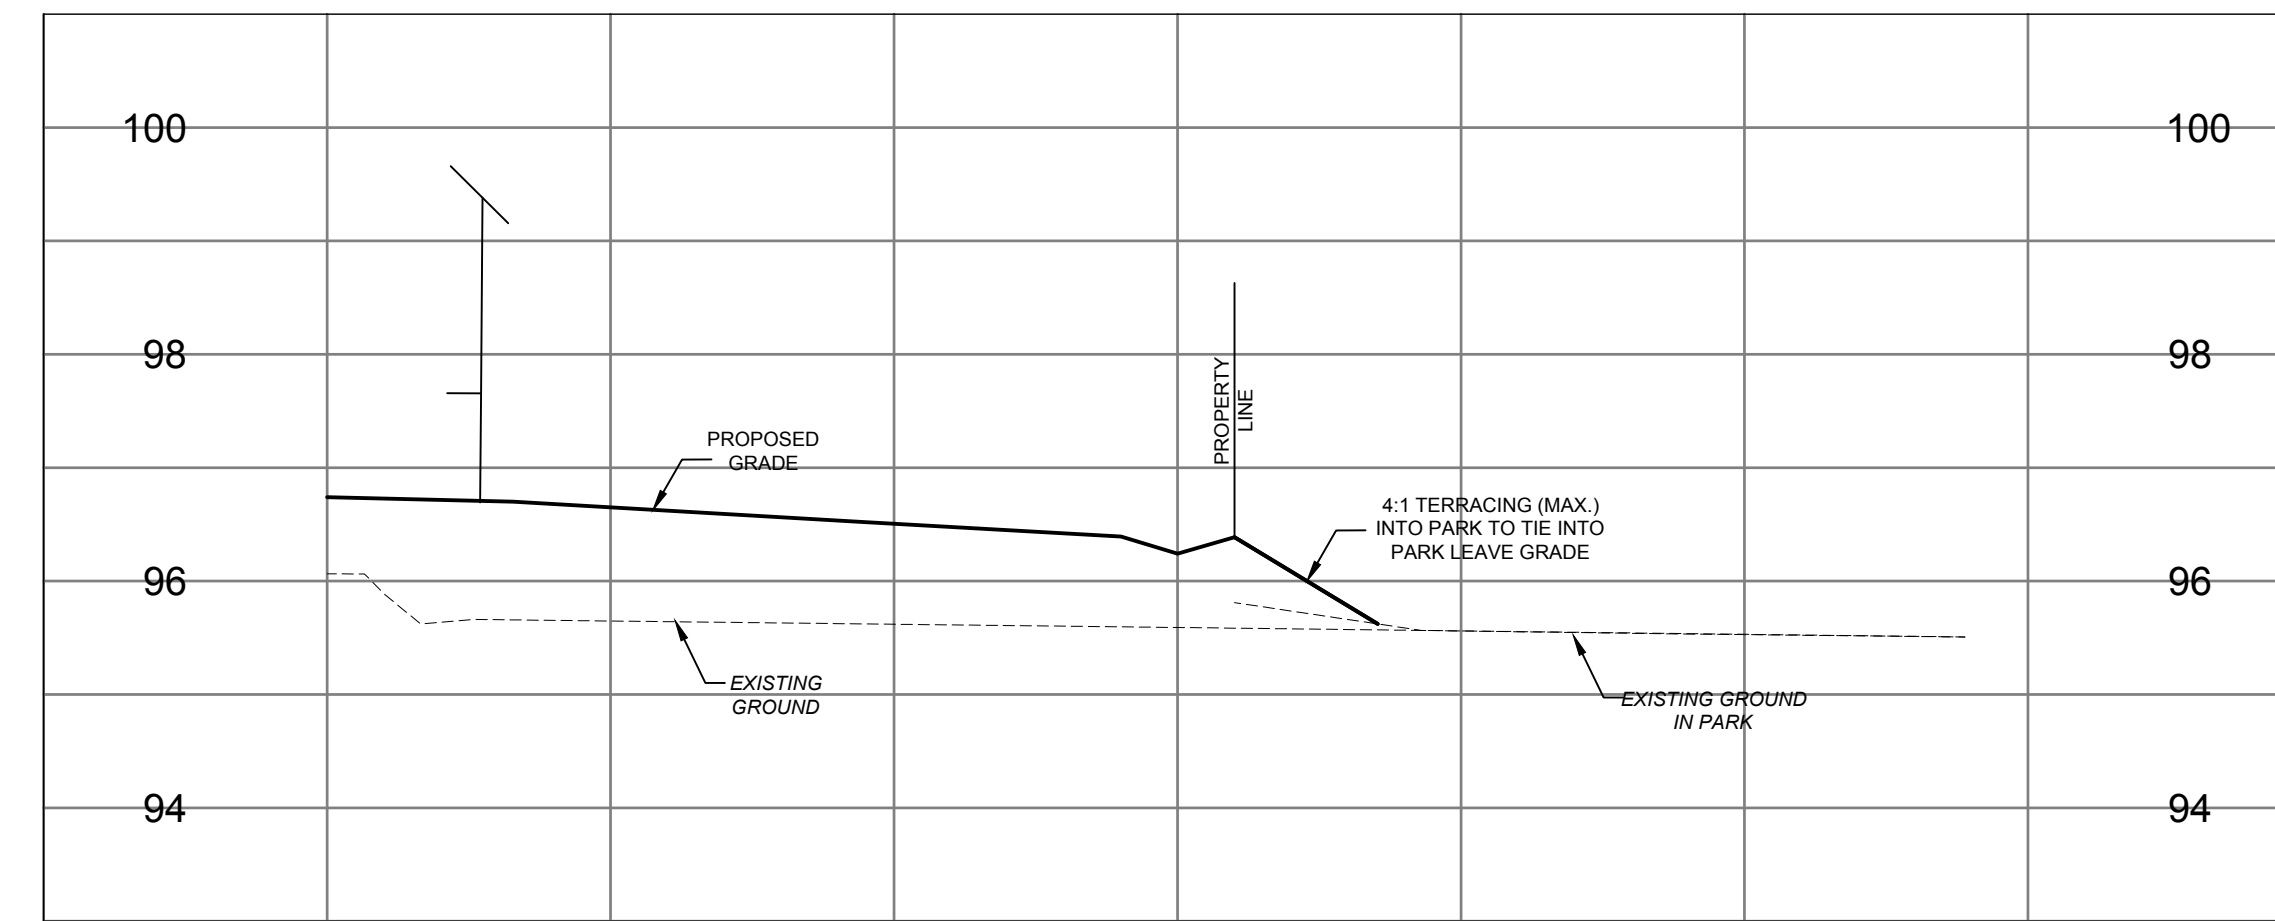 100
100
98
98
PROPERTY
LINE
PROPOSED
GRADE
4:1 TERRACING (MAX.)
INTO PARK TO TIE INTO
PARK LEAVE GRADE
96
96
EXISTING
GROUND
EXISTING GROUND
IN PARK
94
94